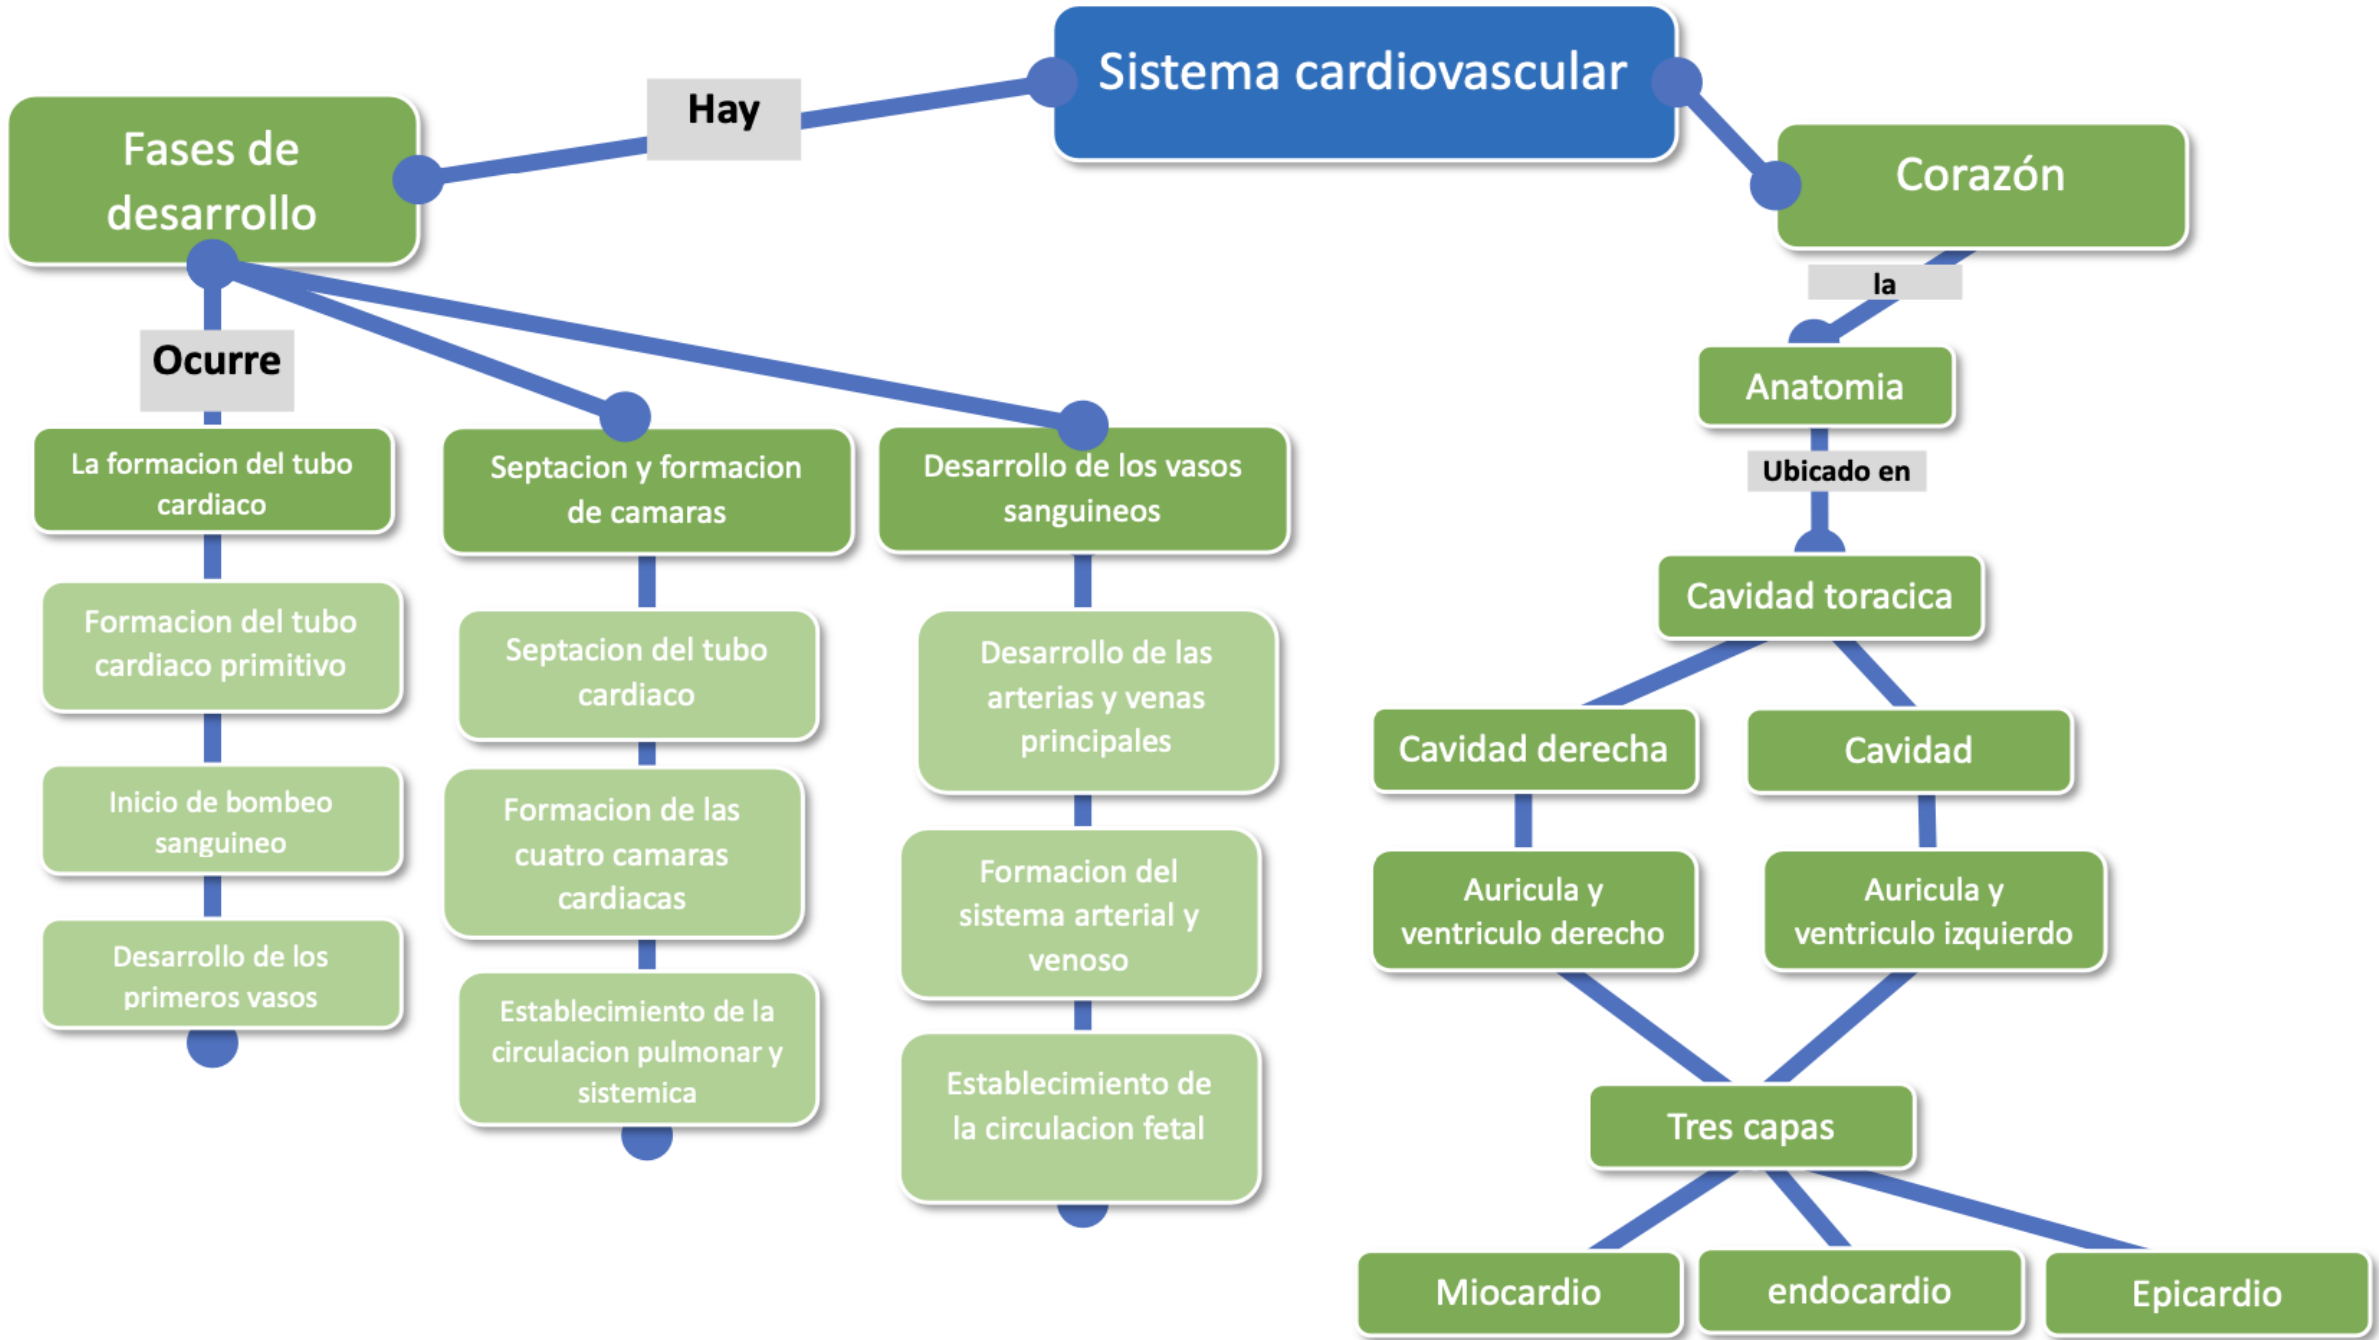 Sistema cardiovascular
Hay
Fases de
desarrollo
Ocurre
La formacion del tubo
cardiaco
Formacion del tubo
cardiaco primitivo
Inicio de bombeo
sanguineo
Desarrollo de los
primeros vasos
Septacion y formacion
de camaras
Septacion del tubo
cardiaco
Formacion de las
cuatro camaras
cardiacas
Establecimiento de la
circulacion pulmonar y
sistemica
Desarrollo de los vasos
sanguineos
Desarrollo de las
arterias y venas
principales
Formacion del
sistema arterial y
venoso
Establecimiento de
la circulacion fetal
Corazón
la
Anatomia
Ubicado en
Cavidad toracica
Cavidad derecha
Cavidad
Auricula y
ventriculo derecho
Auricula y
ventriculo izquierdo
Tres capas
Miocardio
endocardio
Epicardio